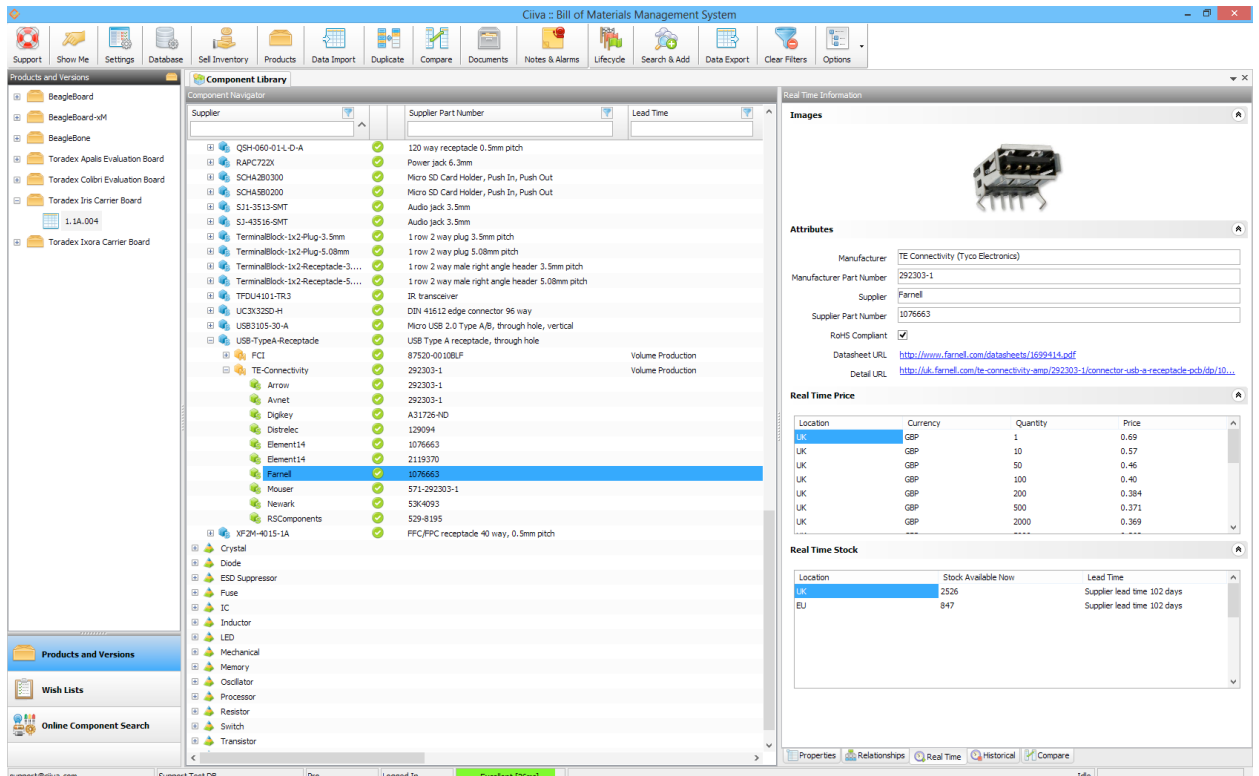 Ciiva :: Bill of Materials Management System
Support Show Me Settings Database Sell Inventory Products Data Import Duplicate Compare Documents Notes & Alarms Lifecycle Search & Add Data Export Clear Filters Options
Products and Versions
BeagleBoard
BeagleBoard-xM
BeagleBone
Toradex Apalis Evaluation Board
Toradex Colibri Evaluation Board
Toradex Iris Carrier Board
1.1A.004
Toradex Ixora Carrier Board
Products and Versions
Wish Lists
Online Component Search
Component Library
Component Navigator
Supplier Supplier Part Number Lead Time
QSH-060-01-L-D-A 120 way receptacle 0.5mm pitch
RAPC722X Power jack 6.3mm
SCHA2B0300 Micro SD Card Holder, Push In, Push Out
SCHA5B0200 Micro SD Card Holder, Push In, Push Out
SJ1-3513-SMT Audio jack 3.5mm
SJ-43516-SMT Audio jack 3.5mm
TerminalBlock-1x2-Plug-3.5mm 1 row 2 way plug 3.5mm pitch
TerminalBlock-1x2-Plug-5.08mm 1 row 2 way plug 5.08mm pitch
TerminalBlock-1x2-Receptacle-3.... 1 row 2 way male right angle header 3.5mm pitch
TerminalBlock-1x2-Receptacle-5.... 1 row 2 way male right angle header 5.08mm pitch
TFDU4101-TR3 IR transceiver
UC3X32SD-H DIN 41612 edge connector 96 way
USB3105-30-A Micro USB 2.0 Type A/B, through hole, vertical
USB-TypeA-Receptade USB Type A receptacle, through hole
FCI 87520-0010BLF Volume Production
TE-Connectivity 292303-1 Volume Production
Arrow 292303-1
Avnet 292303-1
Digikey A31726-ND
Distrelec 129094
Element14 1076663
Element14 2119370
Farnell 1076663
Mouser 571-292303-1
Newark 53K4093
RSComponents 529-8195
XF2M-4015-1A FFC/FPC receptacle 40 way, 0.5mm pitch
Crystal
Diode
ESD Suppressor
Fuse
IC
Inductor
LED
Mechanical
Memory
Oscillator
Processor
Resistor
Switch
Transistor
Real Time Information
Images
Attributes
Manufacturer TE Connectivity (Tyco Electronics)
Manufacturer Part Number 292303-1
Supplier Farnell
Supplier Part Number 1076663
RoHS Compliant
Datasheet URL http://www.farnell.com/datasheets/1699414.pdf
Detail URL http://uk.farnell.com/te-connectivity-amp/292303-1/connector-usb-a-receptacle-pcb/dp/10...
Real Time Price
Location Currency Quantity Price
UK GBP 1 0.69
UK GBP 10 0.57
UK GBP 50 0.46
UK GBP 100 0.40
UK GBP 200 0.384
UK GBP 500 0.371
UK GBP 2000 0.369
Real Time Stock
Location Stock Available Now Lead Time
UK 2526 Supplier lead time 102 days
EU 847 Supplier lead time 102 days
Properties Relationships Real Time Historical Compare